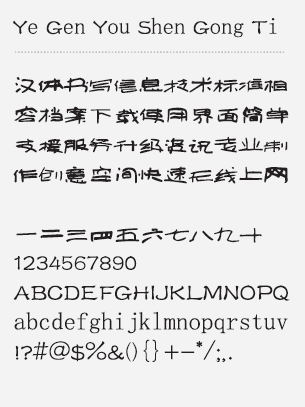 Ye Gen You Shen Gong Ti
汉体书写信息技术标准相
容档案下载使用界面简单
支援服务升级资讯专业制
作创意空间快速形线上网
一二三四五六七八九十
1234567890
ABCDEFGHIJKLMNOPQ
abcdefghijklmnopqrstuv
!?#@$%&(){}+-*/;,.